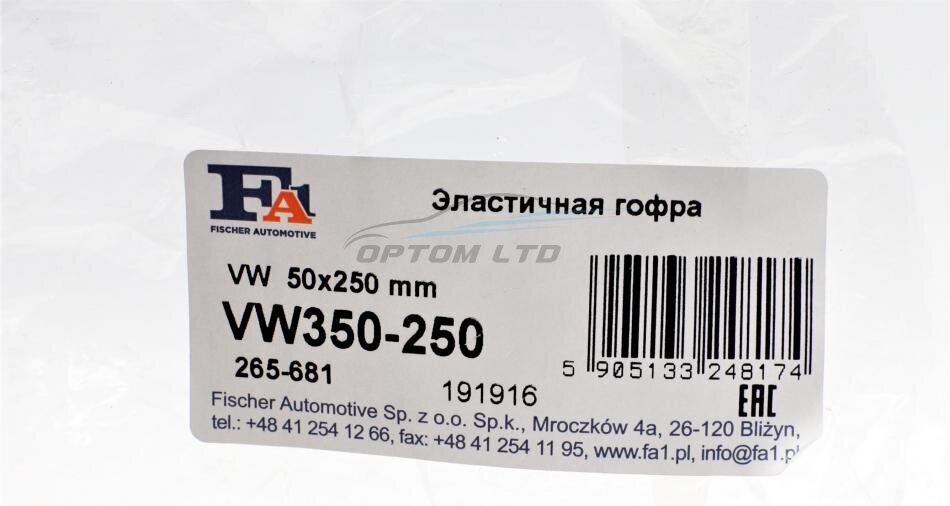 FA1
FISCHER AUTOMOTIVE
Эластичная гофра
OPTOM LTD
VW 50x250 mm
VW350-250
265-681
191916
5 905133 248174
EAC
Fischer Automotive Sp. z o.o. Sp.k., Mroczków 4a, 26-120 Bliżyn,
tel.: +48 41 254 12 66, fax: +48 41 254 11 95, www.fa1.pl, info@fa1.pl